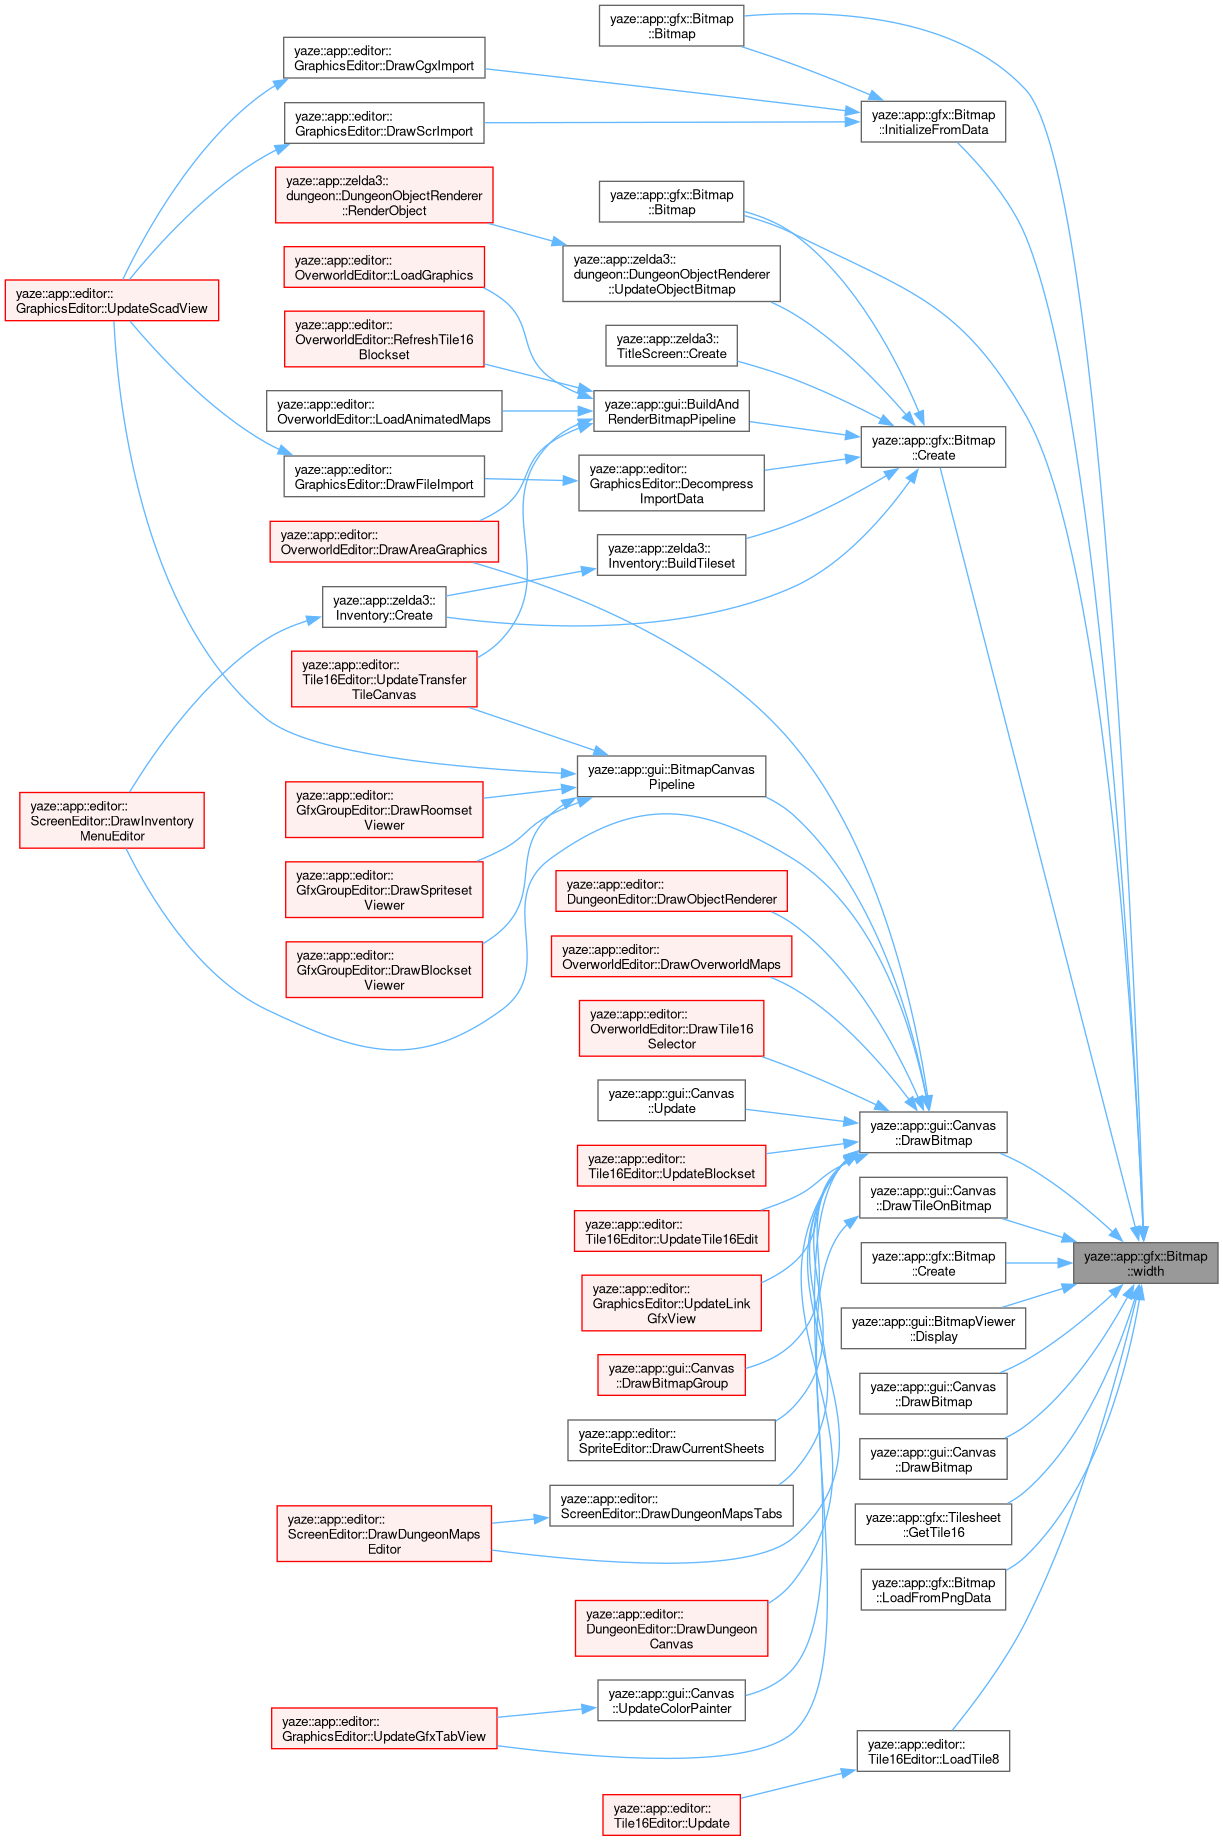 yaze::app::gfx::Bitmap
::Bitmap
yaze::app::editor::
GraphicsEditor::DrawCgxImport
yaze::app::editor::
GraphicsEditor::DrawScrImport
yaze::app::gfx::Bitmap
::InitializeFromData
yaze::app::zelda3::
dungeon::DungeonObjectRenderer
::RenderObject
yaze::app::gfx::Bitmap
::Bitmap
yaze::app::editor::
OverworldEditor::LoadGraphics
yaze::app::zelda3::
dungeon::DungeonObjectRenderer
::UpdateObjectBitmap
yaze::app::editor::
GraphicsEditor::UpdateScadView
yaze::app::editor::
OverworldEditor::RefreshTile16
Blockset
yaze::app::zelda3::
TitleScreen::Create
yaze::app::editor::
OverworldEditor::LoadAnimatedMaps
yaze::app::gui::BuildAnd
RenderBitmapPipeline
yaze::app::gfx::Bitmap
::Create
yaze::app::editor::
GraphicsEditor::DrawFileImport
yaze::app::editor::
GraphicsEditor::Decompress
ImportData
yaze::app::editor::
OverworldEditor::DrawAreaGraphics
yaze::app::zelda3::
Inventory::BuildTileset
yaze::app::zelda3::
Inventory::Create
yaze::app::editor::
Tile16Editor::UpdateTransfer
TileCanvas
yaze::app::gui::BitmapCanvas
Pipeline
yaze::app::editor::
GfxGroupEditor::DrawRoomset
Viewer
yaze::app::editor::
ScreenEditor::DrawInventory
MenuEditor
yaze::app::editor::
GfxGroupEditor::DrawSpriteset
Viewer
yaze::app::editor::
DungeonEditor::DrawObjectRenderer
yaze::app::editor::
GfxGroupEditor::DrawBlockset
Viewer
yaze::app::editor::
OverworldEditor::DrawOverworldMaps
yaze::app::editor::
OverworldEditor::DrawTile16
Selector
yaze::app::gui::Canvas
::Update
yaze::app::gui::Canvas
::DrawBitmap
yaze::app::editor::
Tile16Editor::UpdateBlockset
yaze::app::gui::Canvas
::DrawTileOnBitmap
yaze::app::editor::
Tile16Editor::UpdateTile16Edit
yaze::app::gfx::Bitmap
::Create
yaze::app::gfx::Bitmap
::width
yaze::app::editor::
GraphicsEditor::UpdateLink
GfxView
yaze::app::gui::BitmapViewer
::Display
yaze::app::gui::Canvas
::DrawBitmapGroup
yaze::app::gui::Canvas
::DrawBitmap
yaze::app::editor::
SpriteEditor::DrawCurrentSheets
yaze::app::gui::Canvas
::DrawBitmap
yaze::app::editor::
ScreenEditor::DrawDungeonMapsTabs
yaze::app::gfx::Tilesheet
::GetTile16
yaze::app::editor::
ScreenEditor::DrawDungeonMaps
Editor
yaze::app::gfx::Bitmap
::LoadFromPngData
yaze::app::editor::
DungeonEditor::DrawDungeon
Canvas
yaze::app::gui::Canvas
::UpdateColorPainter
yaze::app::editor::
GraphicsEditor::UpdateGfxTabView
yaze::app::editor::
Tile16Editor::LoadTile8
yaze::app::editor::
Tile16Editor::Update